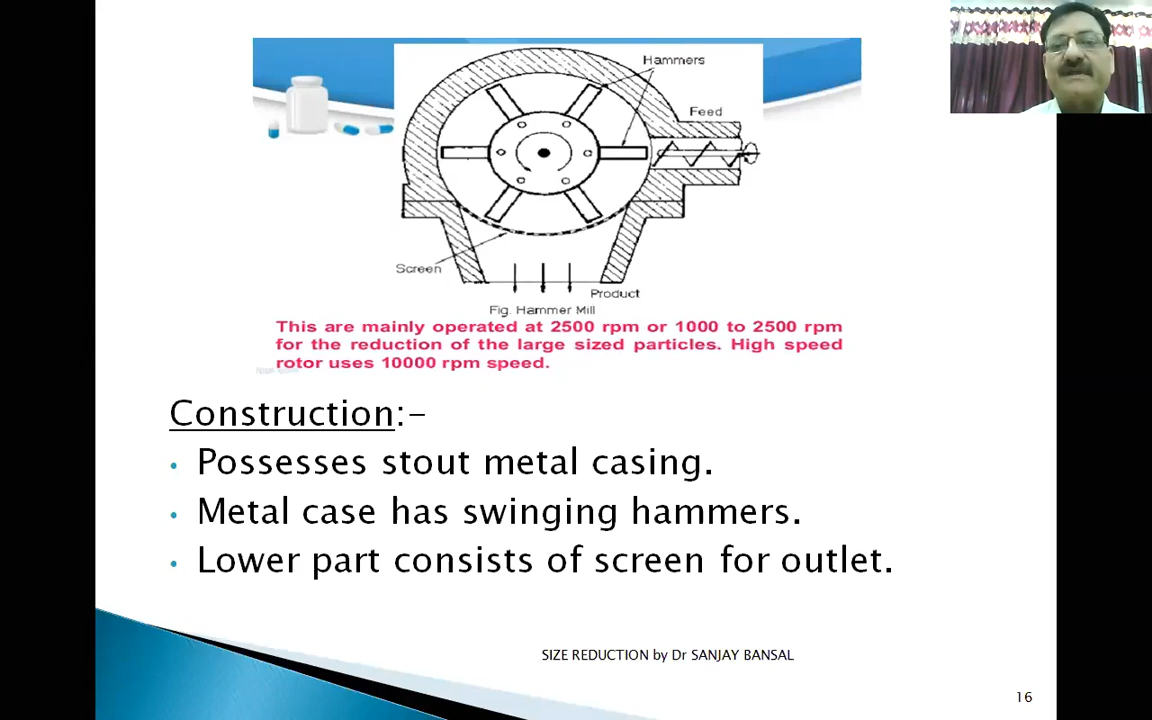 Hammers
Feed
Screen
Product
Fig. Hammer Mill
This are mainly operated at 2500 rpm or 1000 to 2500 rpm
for the reduction of the large sized particles. High speed
rotor uses 10000 rpm speed.
Construction:-
• Possesses stout metal casing.
• Metal case has swinging hammers.
• Lower part consists of screen for outlet.
SIZE REDUCTION by Dr SANJAY BANSAL
16